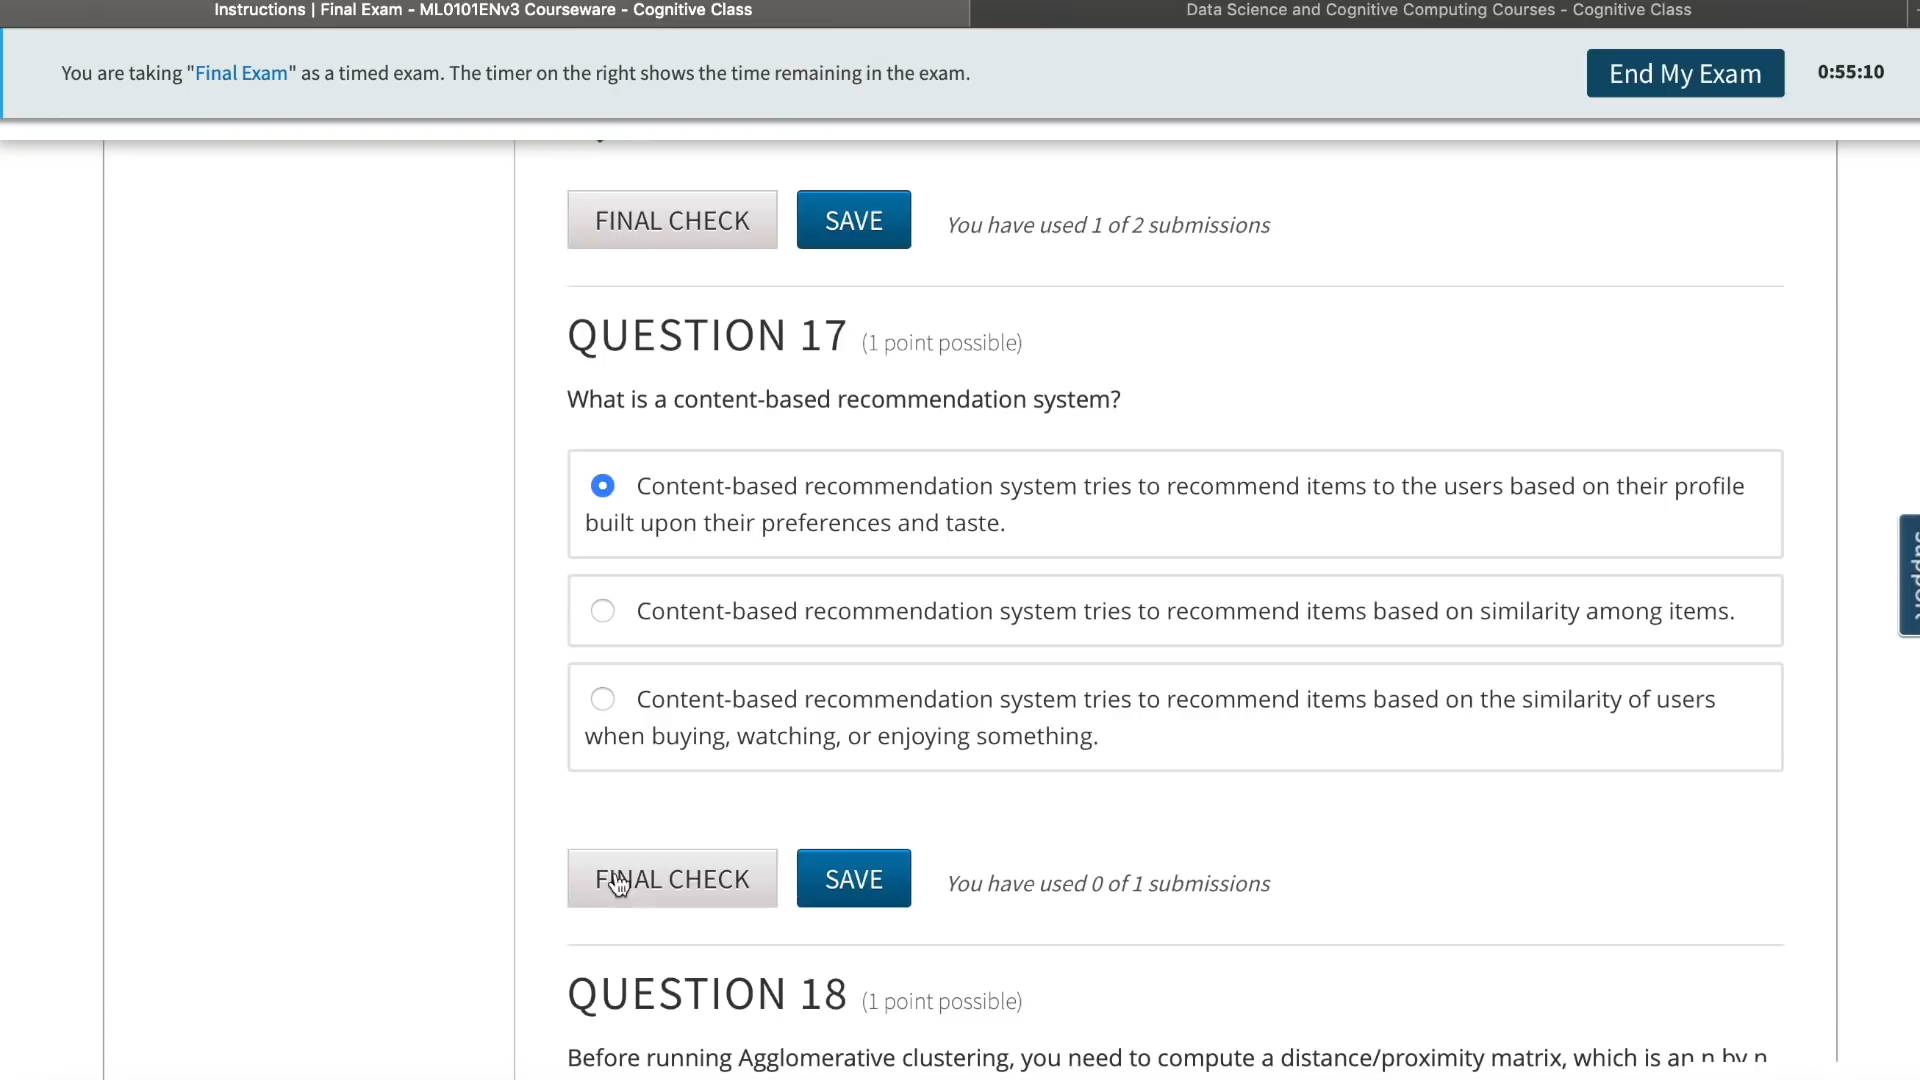 Instructions | Final Exam - ML0101ENv3 Courseware - Cognitive Class
Data Science and Cognitive Computing Courses - Cognitive Class
You are taking "Final Exam" as a timed exam. The timer on the right shows the time remaining in the exam.
End My Exam
0:55:10
FINAL CHECK
SAVE
You have used 1 of 2 submissions
QUESTION 17 (1 point possible)
What is a content-based recommendation system?
Content-based recommendation system tries to recommend items to the users based on their profile
built upon their preferences and taste.
Content-based recommendation system tries to recommend items based on similarity among items.
Content-based recommendation system tries to recommend items based on the similarity of users
when buying, watching, or enjoying something.
Support
FINAL CHECK
SAVE
You have used 0 of 1 submissions
QUESTION 18 (1 point possible)
Before running Agglomerative clustering, you need to compute a distance/proximity matrix, which is an n by n